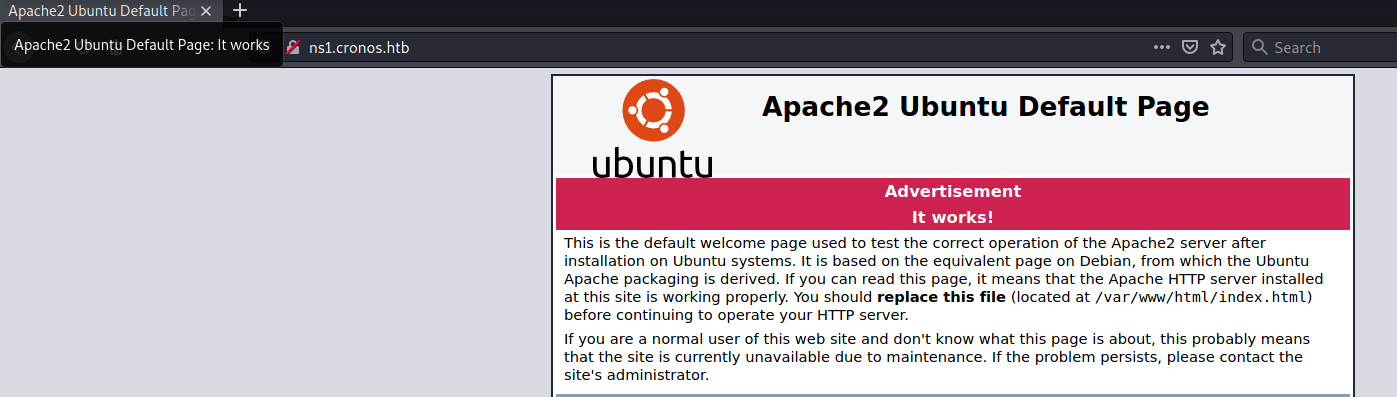 Apache2 Ubuntu Default Pag
Apache2 Ubuntu Default Page: It works
ns1.cronos.htb
Search
Apache2 Ubuntu Default Page
ubuntu
Advertisement
It works!
This is the default welcome page used to test the correct operation of the Apache2 server after
installation on Ubuntu systems. It is based on the equivalent page on Debian, from which the Ubuntu
Apache packaging is derived. If you can read this page, it means that the Apache HTTP server installed
at this site is working properly. You should replace this file (located at /var/www/html/index.html)
before continuing to operate your HTTP server.
If you are a normal user of this web site and don't know what this page is about, this probably means
that the site is currently unavailable due to maintenance. If the problem persists, please contact the
site's administrator.